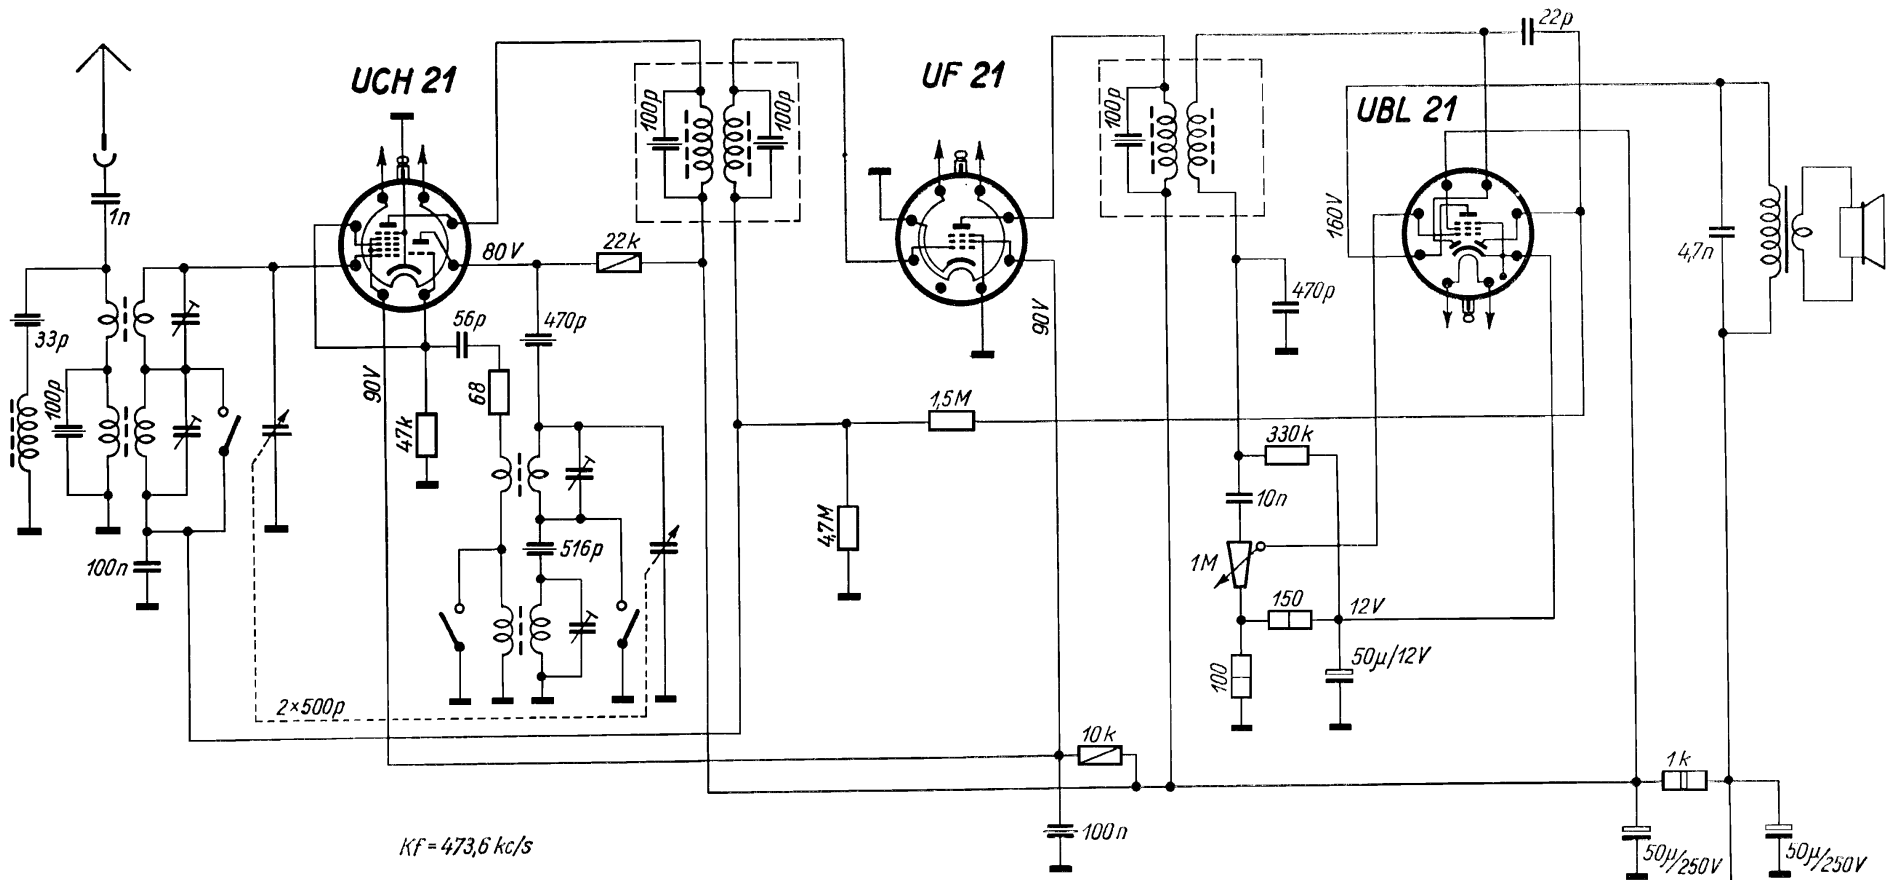 22p
UCH 21
UF 21
UBL 21
100p
100p
100p
1n
160V
80V
22k
4,7n
33p
56p
470p
90V
470p
100p
90V
68
1,5M
47k
330k
10n
4,7M
516p
100n
1M
150
12V
50µ/12V
100
2×500p
10k
1k
100n
Kf = 473,6 kc/s
50µ/250V
50µ/250V